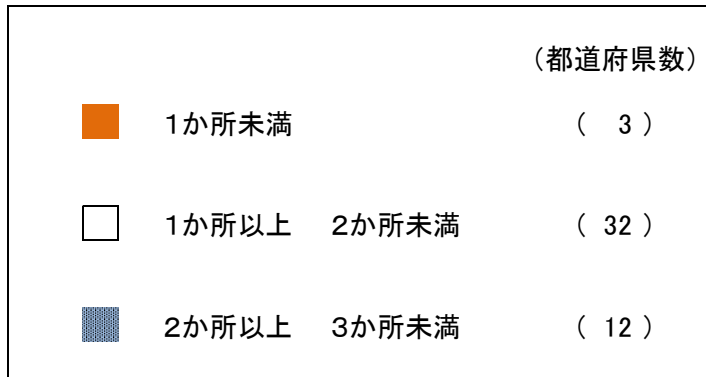 （都道府県数）
１か所未満 （ 3 ）
１か所以上 ２か所未満 （ 32 ）
２か所以上 ３か所未満 （ 12 ）